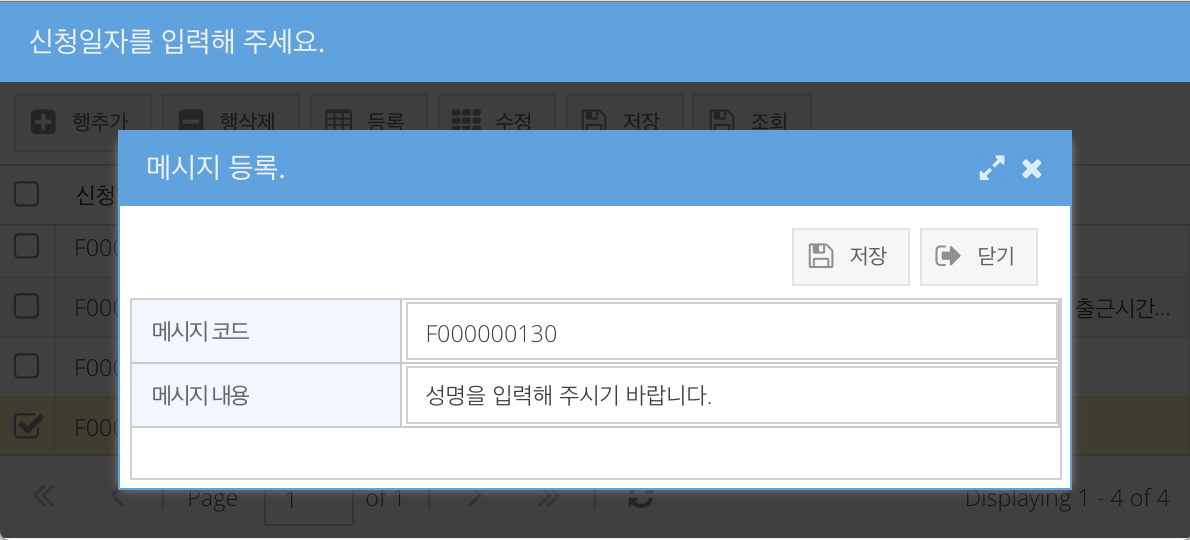 신청일자를 입력해 주세요.
행추가 행삭제 등록 수정 저장 조회
메시지 등록.
신청
저장 닫기
F000
F000 출근시간...
메시지 코드 F000000130
F000
메시지 내용 성명을 입력해 주시기 바랍니다.
F000
Page 1 of 1 Displaying 1 - 4 of 4